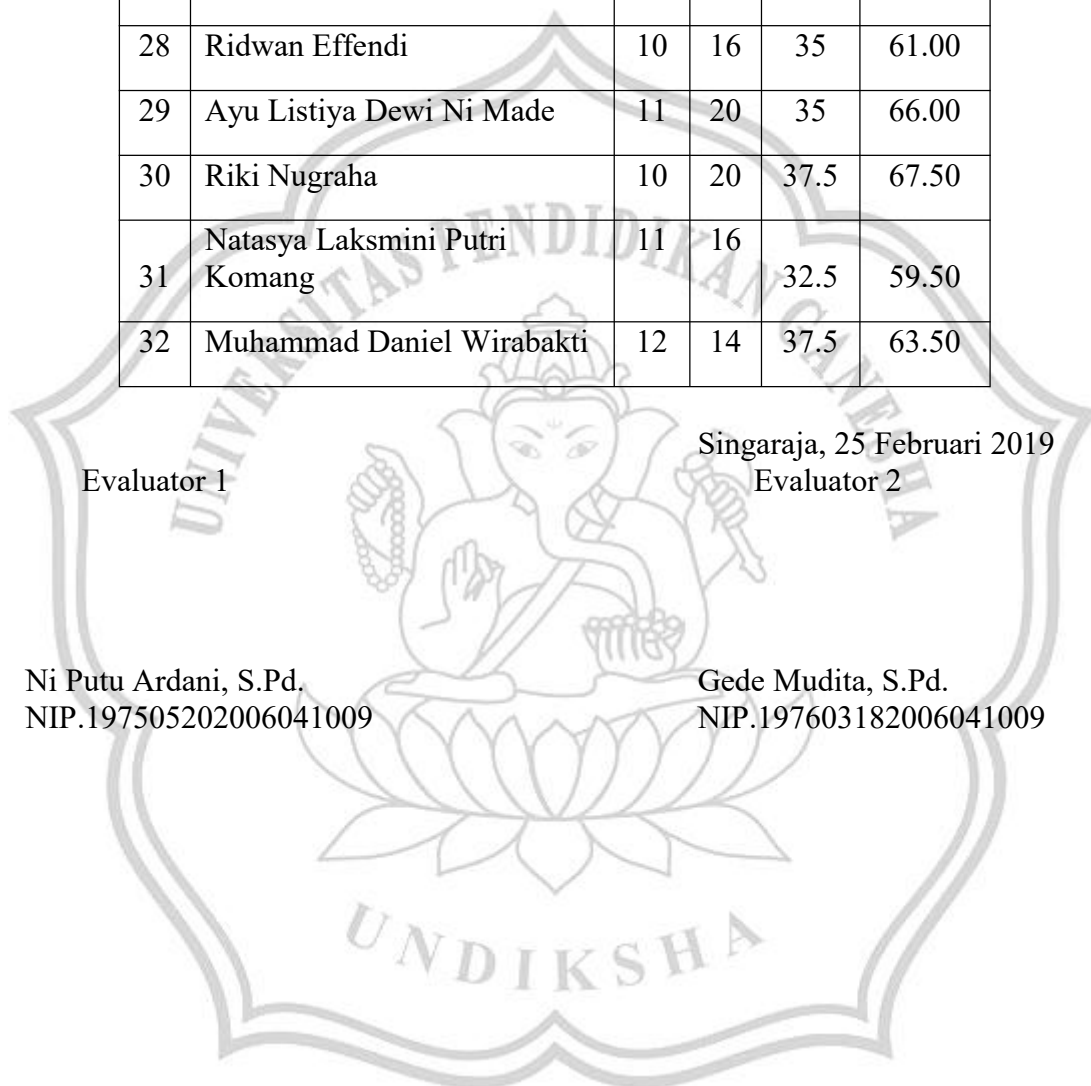 28 Ridwan Effendi 10 16 35 61.00
29 Ayu Listiya Dewi Ni Made 11 20 35 66.00
30 Riki Nugraha 10 20 37.5 67.50
Natasya Laksmini Putri 11 16
31 Komang 32.5 59.50
32 Muhammad Daniel Wirabakti 12 14 37.5 63.50
UNIVERSITAS PENDIDIKAN GANESHA
Singaraja, 25 Februari 2019
Evaluator 1 Evaluator 2
Ni Putu Ardani, S.Pd. Gede Mudita, S.Pd.
NIP.197505202006041009 NIP.197603182006041009
UNDIKSHA